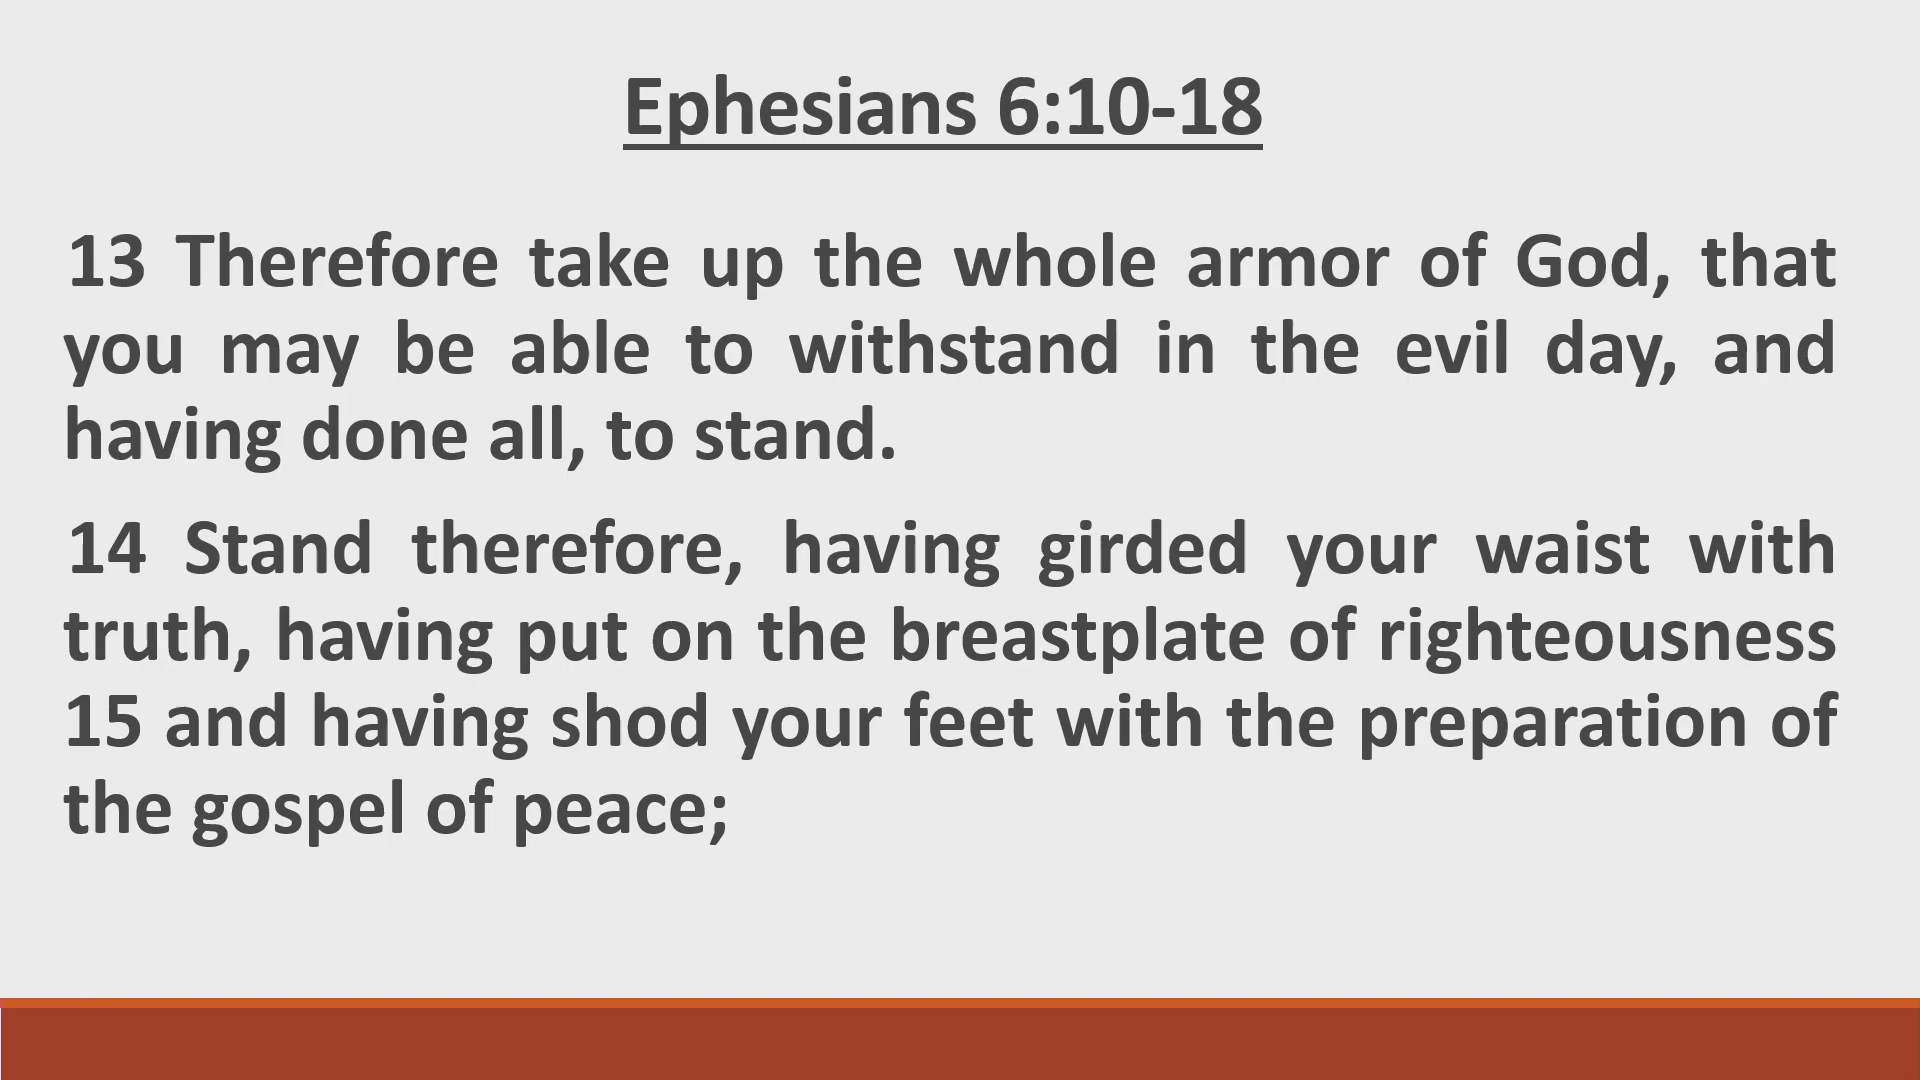 Ephesians 6:10-18
13 Therefore take up the whole armor of God, that
you may be able to withstand in the evil day, and
having done all, to stand.
14 Stand therefore, having girded your waist with
truth, having put on the breastplate of righteousness
15 and having shod your feet with the preparation of
the gospel of peace;